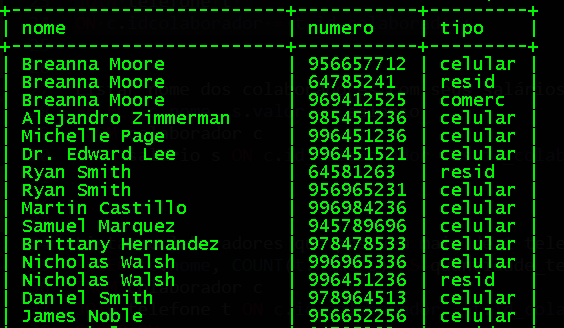 nome numero tipo
Breanna Moore 956657712 celular
Breanna Moore 64785241 resid
Breanna Moore 969412525 comerc
Alejandro Zimmerman 985451236 celular
Michelle Page 996451236 celular
Dr. Edward Lee 996451521 celular
Ryan Smith 64581263 resid
Ryan Smith 956965231 celular
Martin Castillo 996984236 celular
Samuel Marquez 945789696 celular
Brittany Hernandez 978478533 celular
Nicholas Walsh 996965336 celular
Nicholas Walsh 996451236 resid
Daniel Smith 978964513 celular
James Noble 956652256 celular